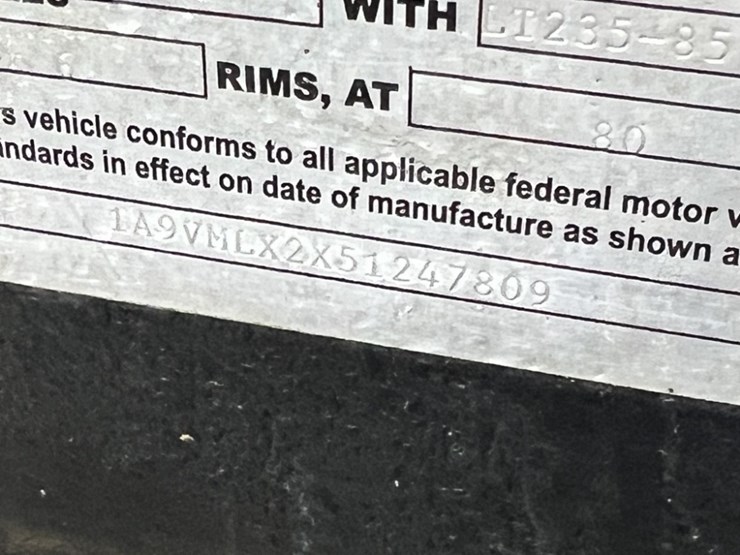 WITH LT235-85
6 RIMS, AT 80
s vehicle conforms to all applicable federal motor v
ndards in effect on date of manufacture as shown a
1A9VMLX2X51247809